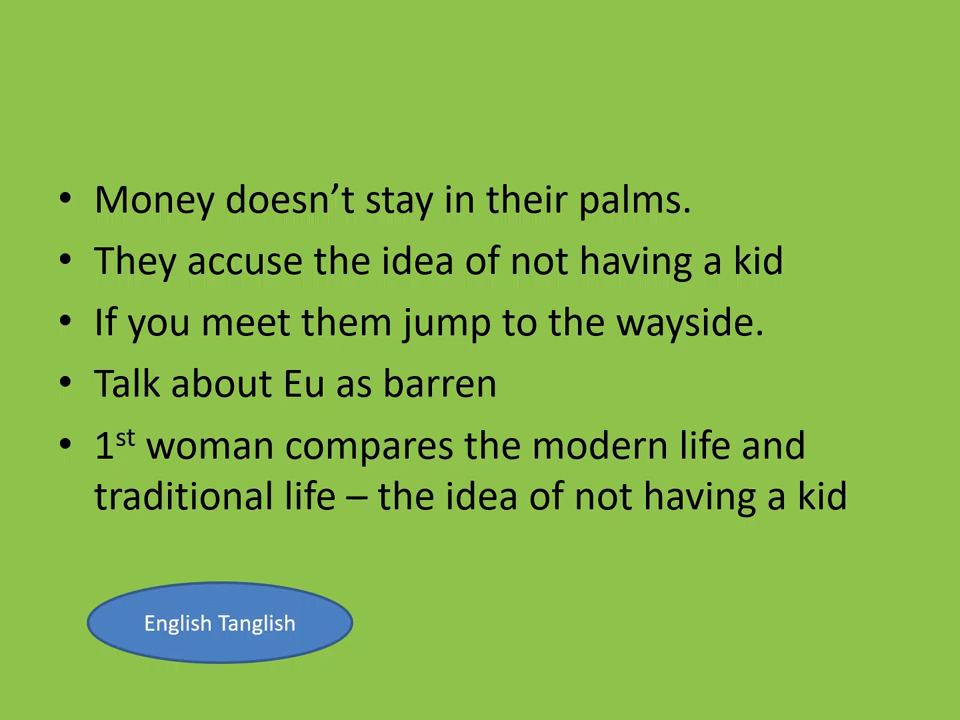 • Money doesn’t stay in their palms.
• They accuse the idea of not having a kid
• If you meet them jump to the wayside.
• Talk about Eu as barren
• 1st woman compares the modern life and
traditional life – the idea of not having a kid
English Tanglish